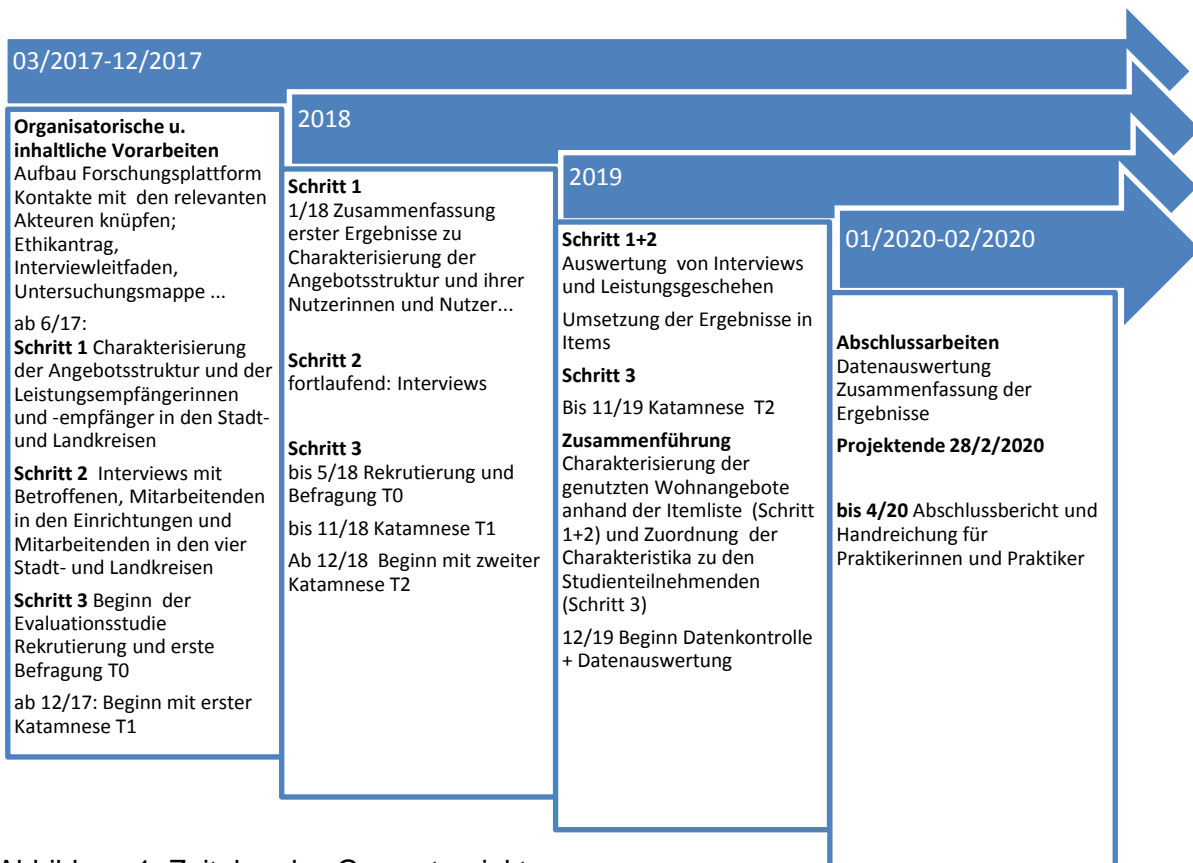 03/2017-12/2017
Organisatorische u.
inhaltliche Vorarbeiten
Aufbau Forschungsplattform
Kontakte mit den relevanten
Akteuren knüpfen;
Ethikantrag,
Interviewleitfaden,
Untersuchungsmappe ...
ab 6/17:
Schritt 1 Charakterisierung
der Angebotsstruktur und der
Leistungsempfängerinnen
und -empfänger in den Stadt-
und Landkreisen
Schritt 2 Interviews mit
Betroffenen, Mitarbeitenden
in den Einrichtungen und
Mitarbeitenden in den vier
Stadt- und Landkreisen
Schritt 3 Beginn der
Evaluationsstudie
Rekrutierung und erste
Befragung T0
ab 12/17: Beginn mit erster
Katamnese T1
2018
Schritt 1
1/18 Zusammenfassung
erster Ergebnisse zu
Charakterisierung der
Angebotsstruktur und ihrer
Nutzerinnen und Nutzer...
Schritt 2
fortlaufend: Interviews
Schritt 3
bis 5/18 Rekrutierung und
Befragung T0
bis 11/18 Katamnese T1
Ab 12/18 Beginn mit zweiter
Katamnese T2
2019
Schritt 1+2
Auswertung von Interviews
und Leistungsgeschehen
Umsetzung der Ergebnisse in
Items
Schritt 3
Bis 11/19 Katamnese T2
Zusammenführung
Charakterisierung der
genutzten Wohnangebote
anhand der Itemliste (Schritt
1+2) und Zuordnung der
Charakteristika zu den
Studienteilnehmenden
(Schritt 3)
12/19 Beginn Datenkontrolle
+ Datenauswertung
01/2020-02/2020
Abschlussarbeiten
Datenauswertung
Zusammenfassung der
Ergebnisse
Projektende 28/2/2020
bis 4/20 Abschlussbericht und
Handreichung für
Praktikerinnen und Praktiker